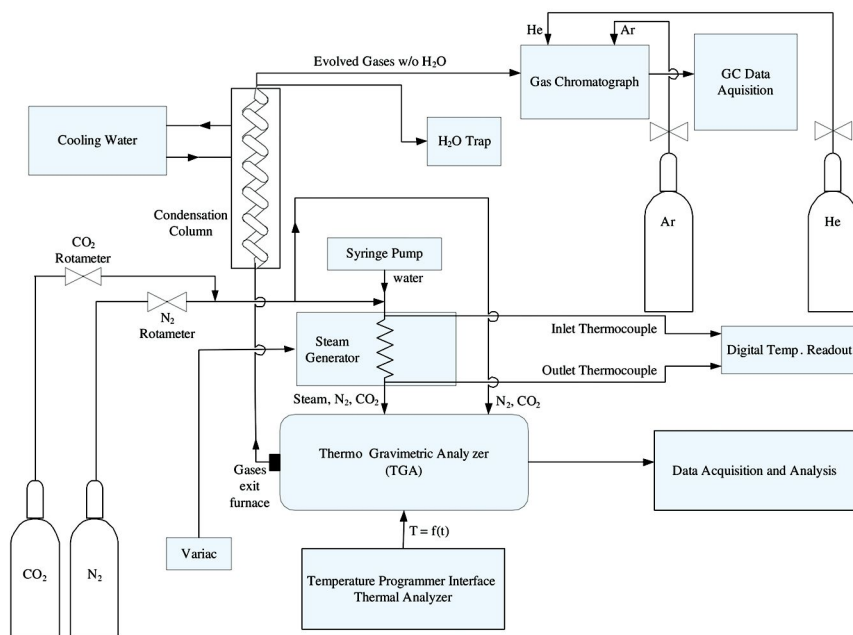 He
Ar
Evolved Gases w/o H₂O
Gas Chromatograph
GC Data
Aquisition
Cooling Water
H₂O Trap
Condensation
Column
Ar
He
CO₂
Rotameter
Syringe Pump
water
N₂
Rotameter
Steam
Generator
Inlet Thermocouple
Digital Temp. Readout
Outlet Thermocouple
Steam, N₂, CO₂
N₂, CO₂
Thermo Gravimetric Analyzer
(TGA)
Gases
exit
furnace
Data Acquisition and Analysis
T = f(t)
Variac
CO₂
N₂
Temperature Programmer Interface
Thermal Analyzer